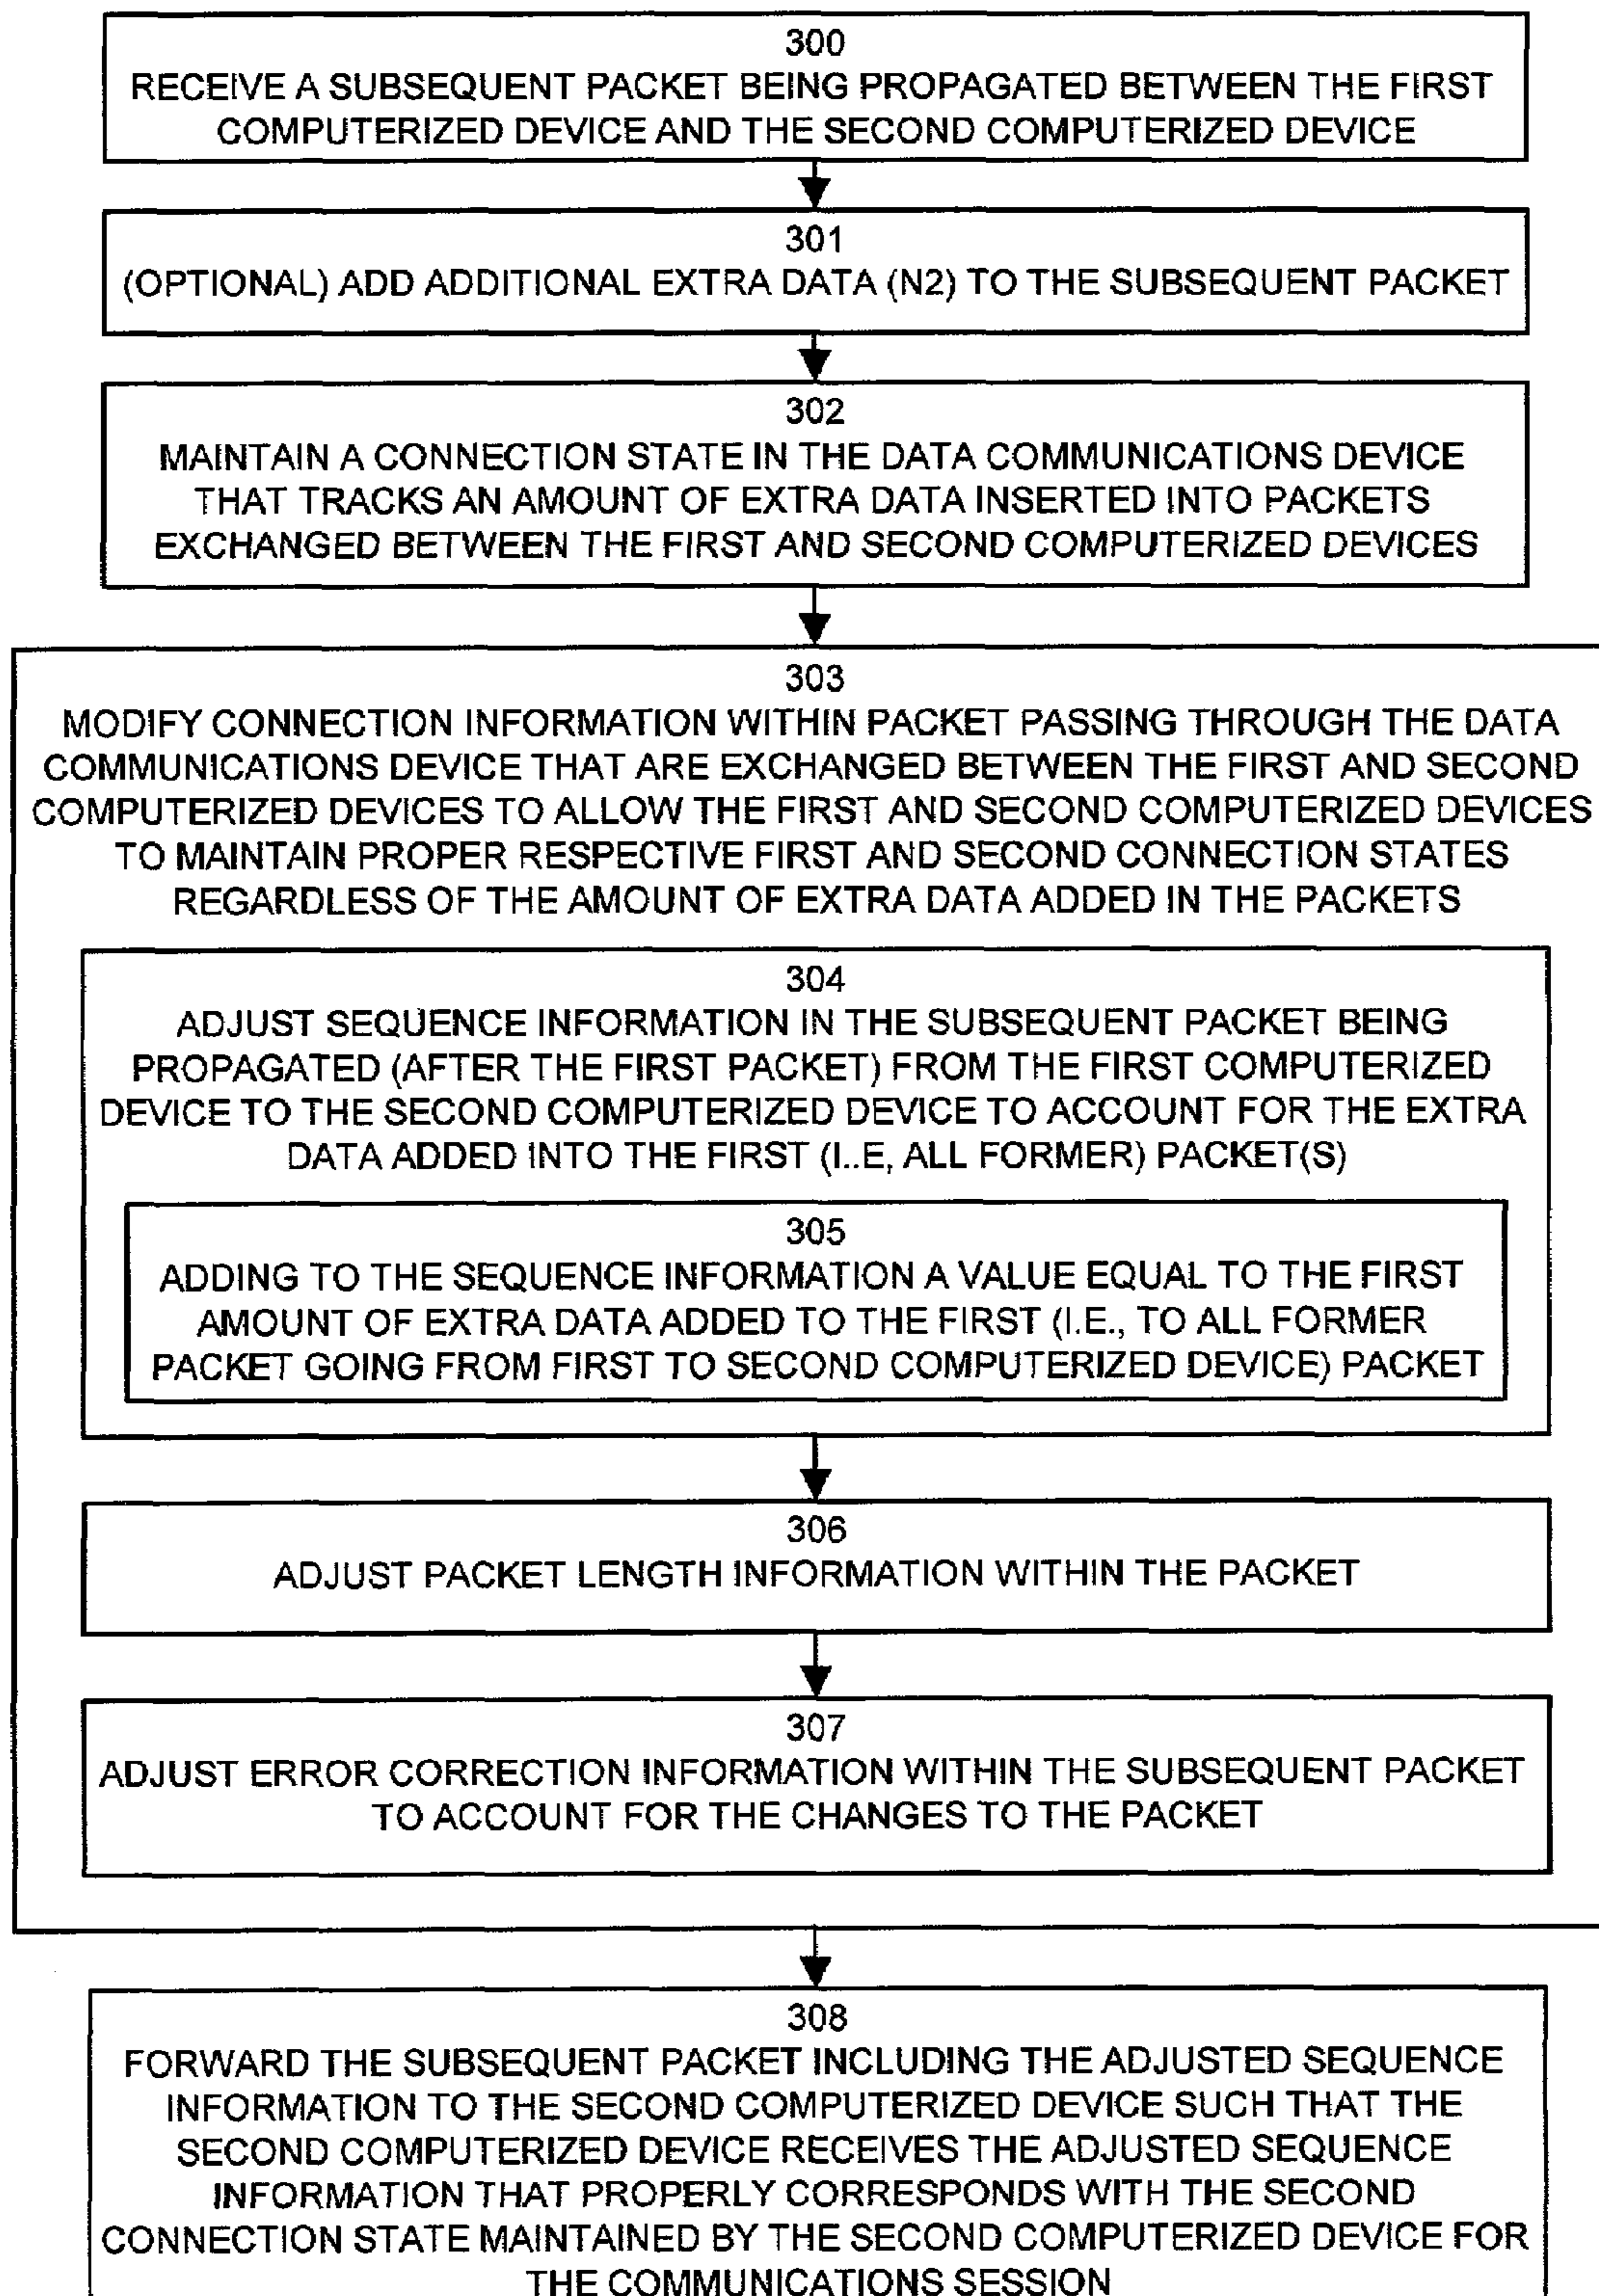 300
RECEIVE A SUBSEQUENT PACKET BEING PROPAGATED BETWEEN THE FIRST
COMPUTERIZED DEVICE AND THE SECOND COMPUTERIZED DEVICE
301
(OPTIONAL) ADD ADDITIONAL EXTRA DATA (N2) TO THE SUBSEQUENT PACKET
302
MAINTAIN A CONNECTION STATE IN THE DATA COMMUNICATIONS DEVICE
THAT TRACKS AN AMOUNT OF EXTRA DATA INSERTED INTO PACKETS
EXCHANGED BETWEEN THE FIRST AND SECOND COMPUTERIZED DEVICES
303
MODIFY CONNECTION INFORMATION WITHIN PACKET PASSING THROUGH THE DATA
COMMUNICATIONS DEVICE THAT ARE EXCHANGED BETWEEN THE FIRST AND SECOND
COMPUTERIZED DEVICES TO ALLOW THE FIRST AND SECOND COMPUTERIZED DEVICES
TO MAINTAIN PROPER RESPECTIVE FIRST AND SECOND CONNECTION STATES
REGARDLESS OF THE AMOUNT OF EXTRA DATA ADDED IN THE PACKETS
304
ADJUST SEQUENCE INFORMATION IN THE SUBSEQUENT PACKET BEING
PROPAGATED (AFTER THE FIRST PACKET) FROM THE FIRST COMPUTERIZED
DEVICE TO THE SECOND COMPUTERIZED DEVICE TO ACCOUNT FOR THE EXTRA
DATA ADDED INTO THE FIRST (I..E, ALL FORMER) PACKET(S)
305
ADDING TO THE SEQUENCE INFORMATION A VALUE EQUAL TO THE FIRST
AMOUNT OF EXTRA DATA ADDED TO THE FIRST (I.E., TO ALL FORMER
PACKET GOING FROM FIRST TO SECOND COMPUTERIZED DEVICE) PACKET
306
ADJUST PACKET LENGTH INFORMATION WITHIN THE PACKET
307
ADJUST ERROR CORRECTION INFORMATION WITHIN THE SUBSEQUENT PACKET
TO ACCOUNT FOR THE CHANGES TO THE PACKET
308
FORWARD THE SUBSEQUENT PACKET INCLUDING THE ADJUSTED SEQUENCE
INFORMATION TO THE SECOND COMPUTERIZED DEVICE SUCH THAT THE
SECOND COMPUTERIZED DEVICE RECEIVES THE ADJUSTED SEQUENCE
INFORMATION THAT PROPERLY CORRESPONDS WITH THE SECOND
CONNECTION STATE MAINTAINED BY THE SECOND COMPUTERIZED DEVICE FOR
THE COMMUNICATIONS SESSION